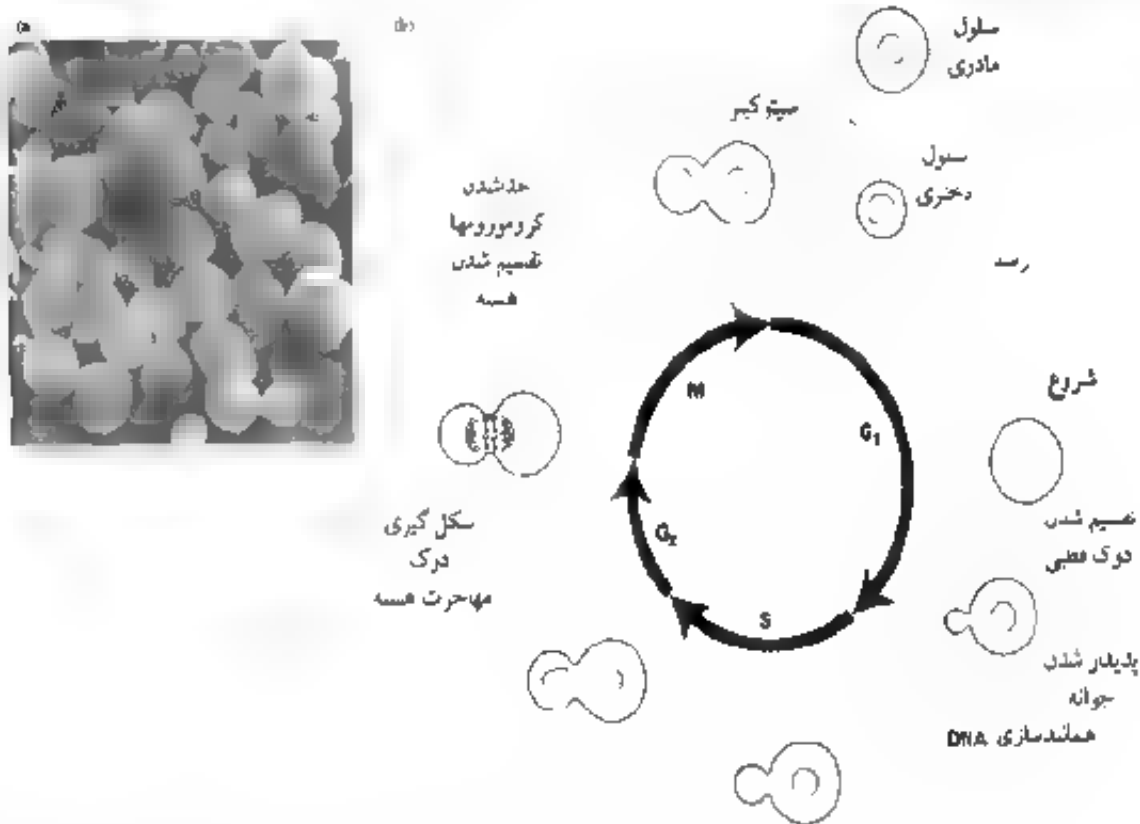 (a)
(b)
سلول
مادری
سیتوکینز
سلول
دختری
رشد
جداشدن
کروموزومها
تقسیم شدن
هسته
M
G1
شروع
تقسیم شدن
دوک قطبی
G2
S
شکل گیری
دوک
مهاجرت هسته
پدیدار شدن
جوانه
همانندسازی DNA